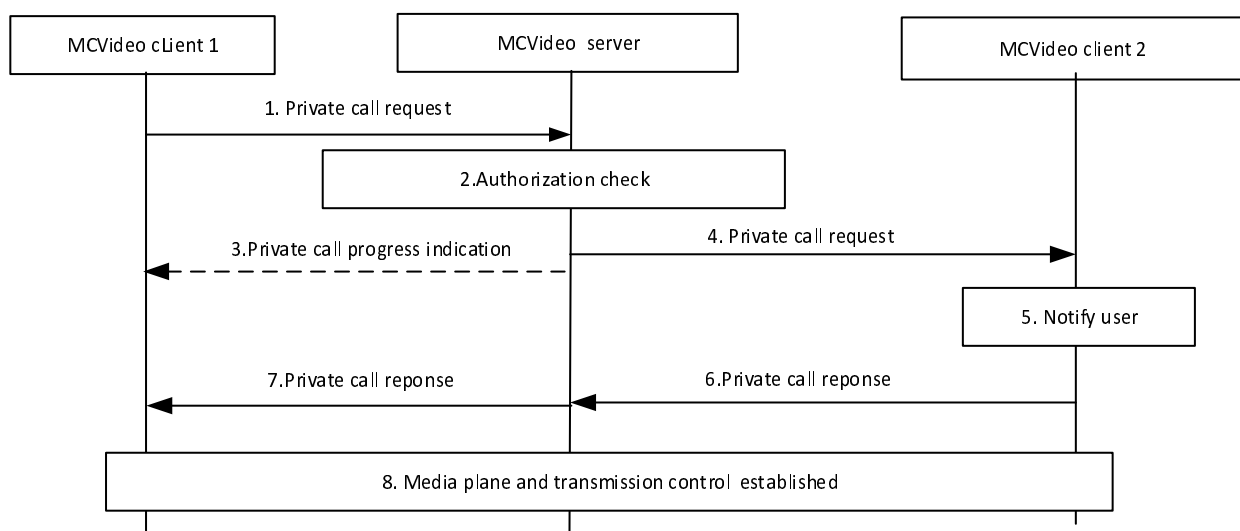 MCVideo cLient 1
MCVideo server
MCVideo client 2
1. Private call request
2.Authorization check
3.Private call progress indication
4. Private call request
5. Notify user
7.Private call reponse
6.Private call reponse
8. Media plane and transmission control established